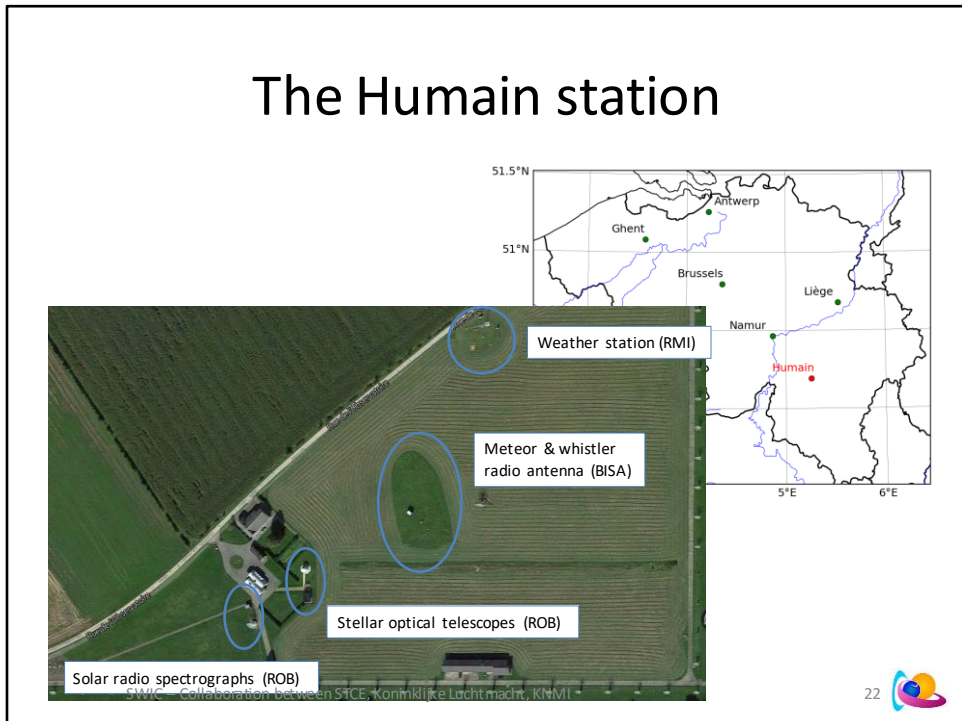 The Humain station
51.5°N
Antwerp
Ghent
51°N
Brussels
Liège
Namur
Humain
5°E
6°E
Weather station (RMI)
Meteor & whistler
radio antenna (BISA)
Stellar optical telescopes (ROB)
Solar radio spectrographs (ROB)
SWIC – Collaboration between STCE, Koninklijke Luchtmacht, KNMI
22